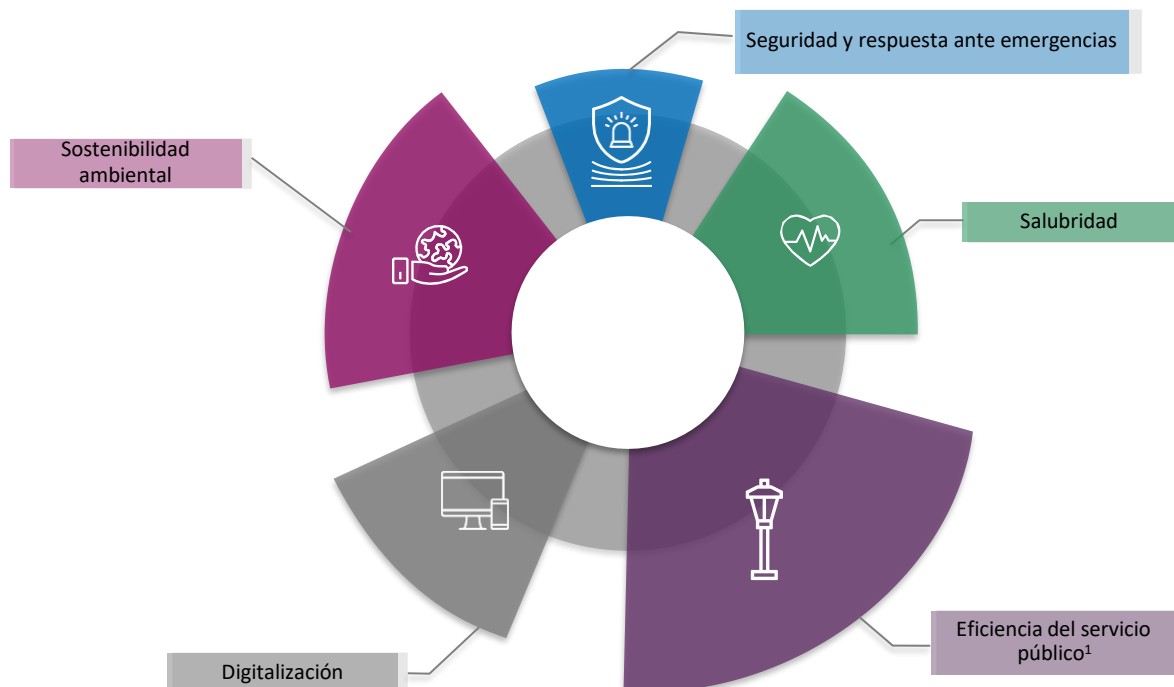 Seguridad y respuesta ante emergencias
Sostenibilidad
ambiental
Salubridad
Eficiencia del servicio
público¹
Digitalización